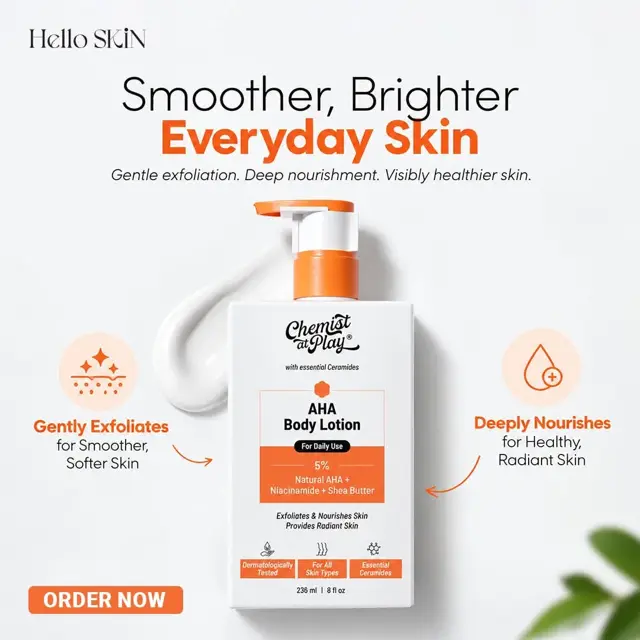 Hello SKiN
Smoother, Brighter
Everyday Skin
Gentle exfoliation. Deep nourishment. Visibly healthier skin.
Chemist
at Play®
with essential Ceramides
AHA
Body Lotion
For Daily Use
5%
Natural AHA +
Niacinamide + Shea Butter
Exfoliates & Nourishes Skin
Provides Radiant Skin
Dermatologically
Tested
For All
Skin Types
Essential
Ceramides
236 ml | 8 fl oz
Gently Exfoliates
for Smoother,
Softer Skin
Deeply Nourishes
for Healthy,
Radiant Skin
ORDER NOW